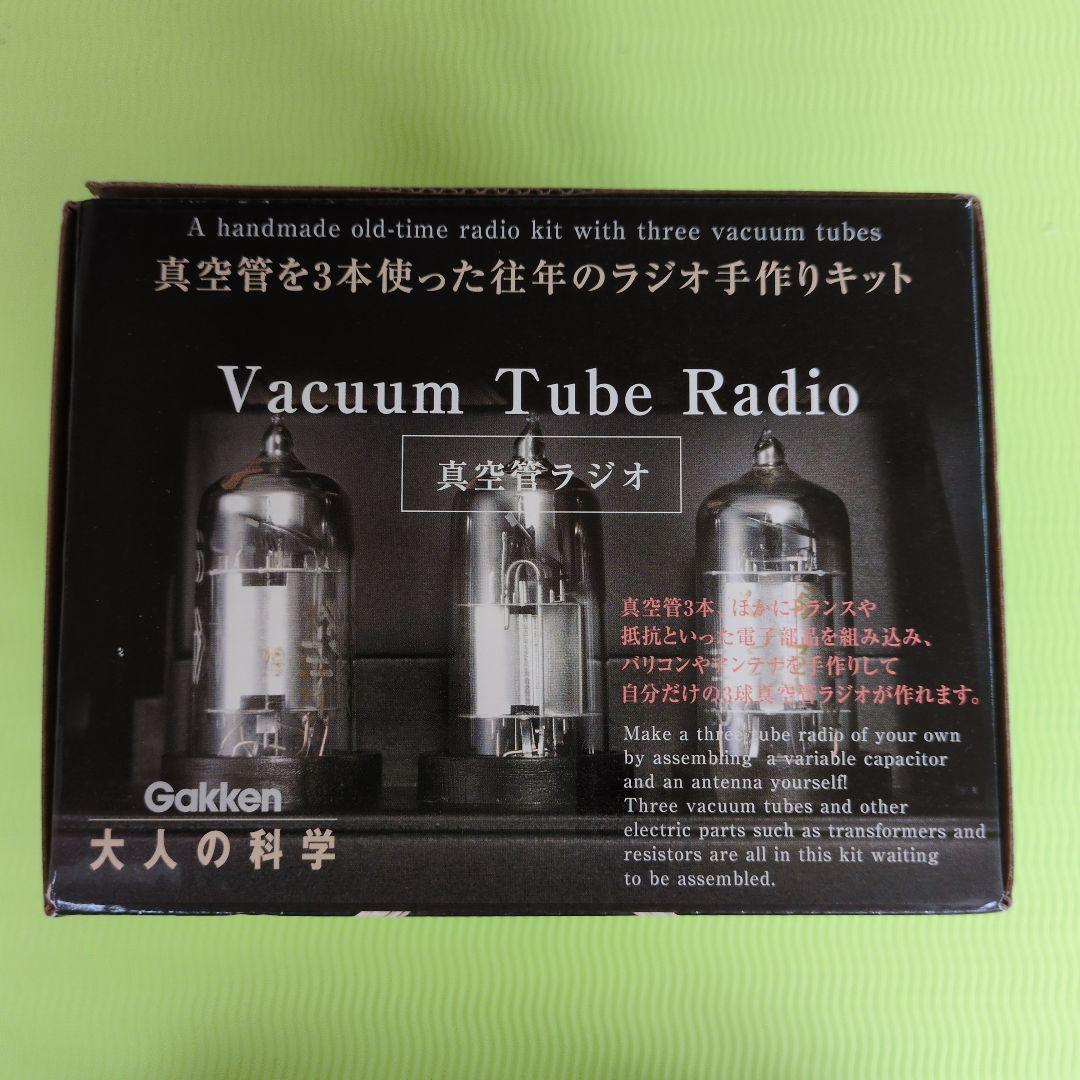 A handmade old-time radio kit with three vacuum tubes
真空管を3本使った往年のラジオ手作りキット
Vacuum Tube Radio
真空管ラジオ
真空管3本、ほかにトランスや
抵抗といった電子部品を組み込み、
バリコンやアンテナを手作りして
自分だけの3球真空管ラジオが作れます。
Make a three tube radio of your own
by assembling a variable capacitor
and an antenna yourself!
Three vacuum tubes and other
electric parts such as transformers and
resistors are all in this kit waiting
to be assembled.
Gakken
大人の科学